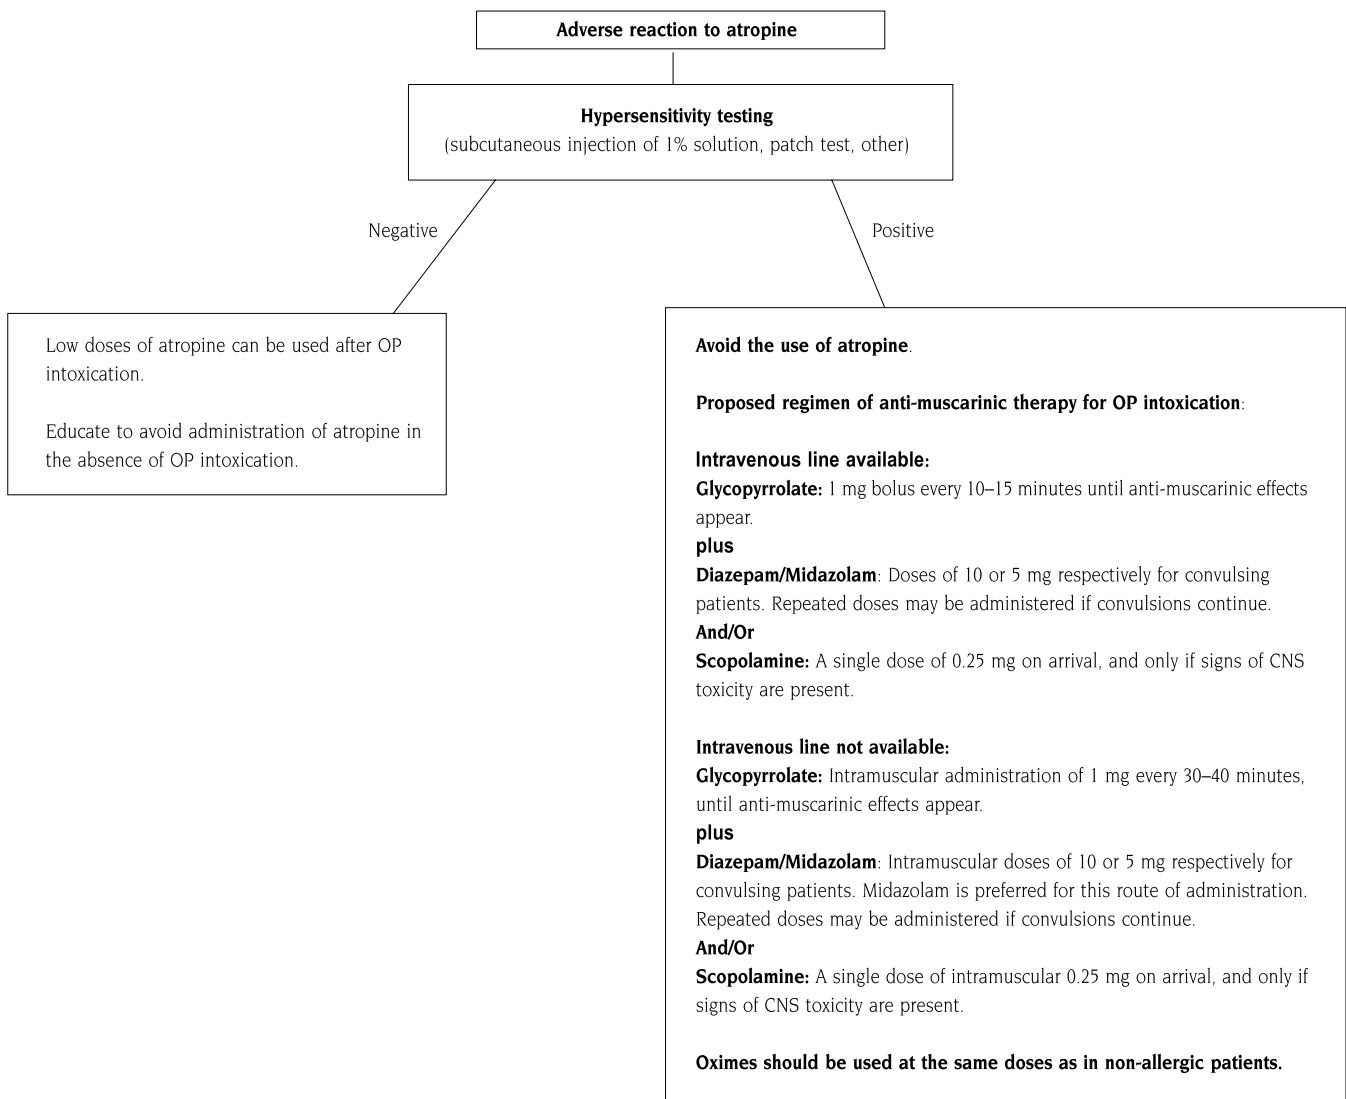 Adverse reaction to atropine
Hypersensitivity testing
(subcutaneous injection of 1% solution, patch test, other)
Negative
Positive
Low doses of atropine can be used after OP
intoxication.
Educate to avoid administration of atropine in
the absence of OP intoxication.
Avoid the use of atropine.
Proposed regimen of anti-muscarinic therapy for OP intoxication:
Intravenous line available:
Glycopyrrolate: 1 mg bolus every 10–15 minutes until anti-muscarinic effects
appear.
plus
Diazepam/Midazolam: Doses of 10 or 5 mg respectively for convulsing
patients. Repeated doses may be administered if convulsions continue.
And/Or
Scopolamine: A single dose of 0.25 mg on arrival, and only if signs of CNS
toxicity are present.
Intravenous line not available:
Glycopyrrolate: Intramuscular administration of 1 mg every 30–40 minutes,
until anti-muscarinic effects appear.
plus
Diazepam/Midazolam: Intramuscular doses of 10 or 5 mg respectively for
convulsing patients. Midazolam is preferred for this route of administration.
Repeated doses may be administered if convulsions continue.
And/Or
Scopolamine: A single dose of intramuscular 0.25 mg on arrival, and only if
signs of CNS toxicity are present.
Oximes should be used at the same doses as in non-allergic patients.